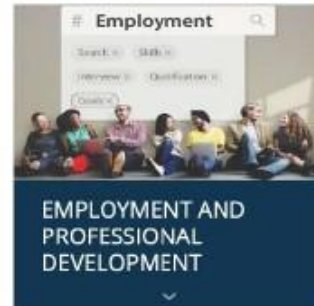 # Employment
Search × Skills ×
Interview × Qualification ×
Goals ×
EMPLOYMENT AND
PROFESSIONAL
DEVELOPMENT